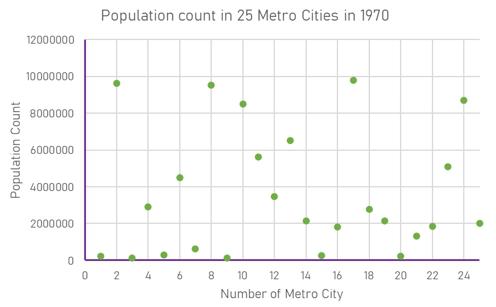 Population count in 25 Metro Cities in 1970
12000000
10000000
8000000
6000000
4000000
2000000
0
Population Count
0 2 4 6 8 10 12 14 16 18 20 22 24
Number of Metro City